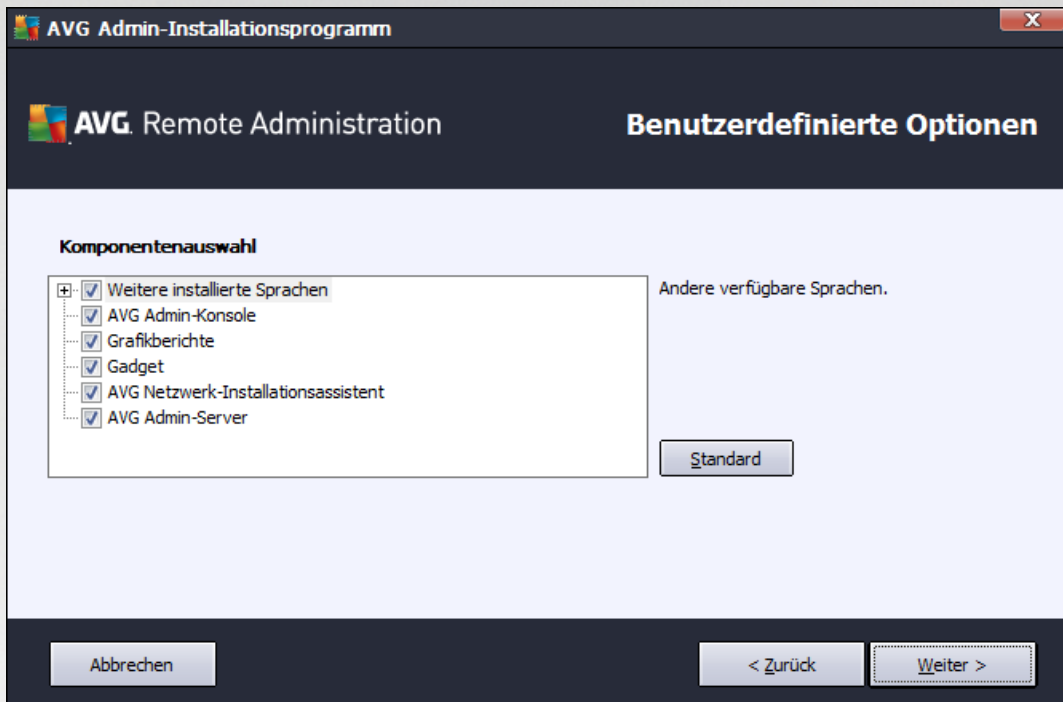 AVG Admin-Installationsprogramm
AVG. Remote Administration
Benutzerdefinierte Optionen
Komponentenauswahl
Weitere installierte Sprachen
AVG Admin-Konsole
Grafikberichte
Gadget
AVG Netzwerk-Installationsassistent
AVG Admin-Server
Andere verfügbare Sprachen.
Standard
Abbrechen
< Zurück
Weiter >